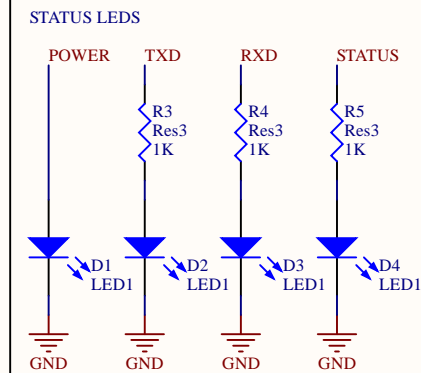 STATUS LEDS
POWER TXD RXD STATUS
R3 R4 R5
Res3 Res3 Res3
1K 1K 1K
D1 D2 D3 D4
LED1 LED1 LED1 LED1
GND GND GND GND